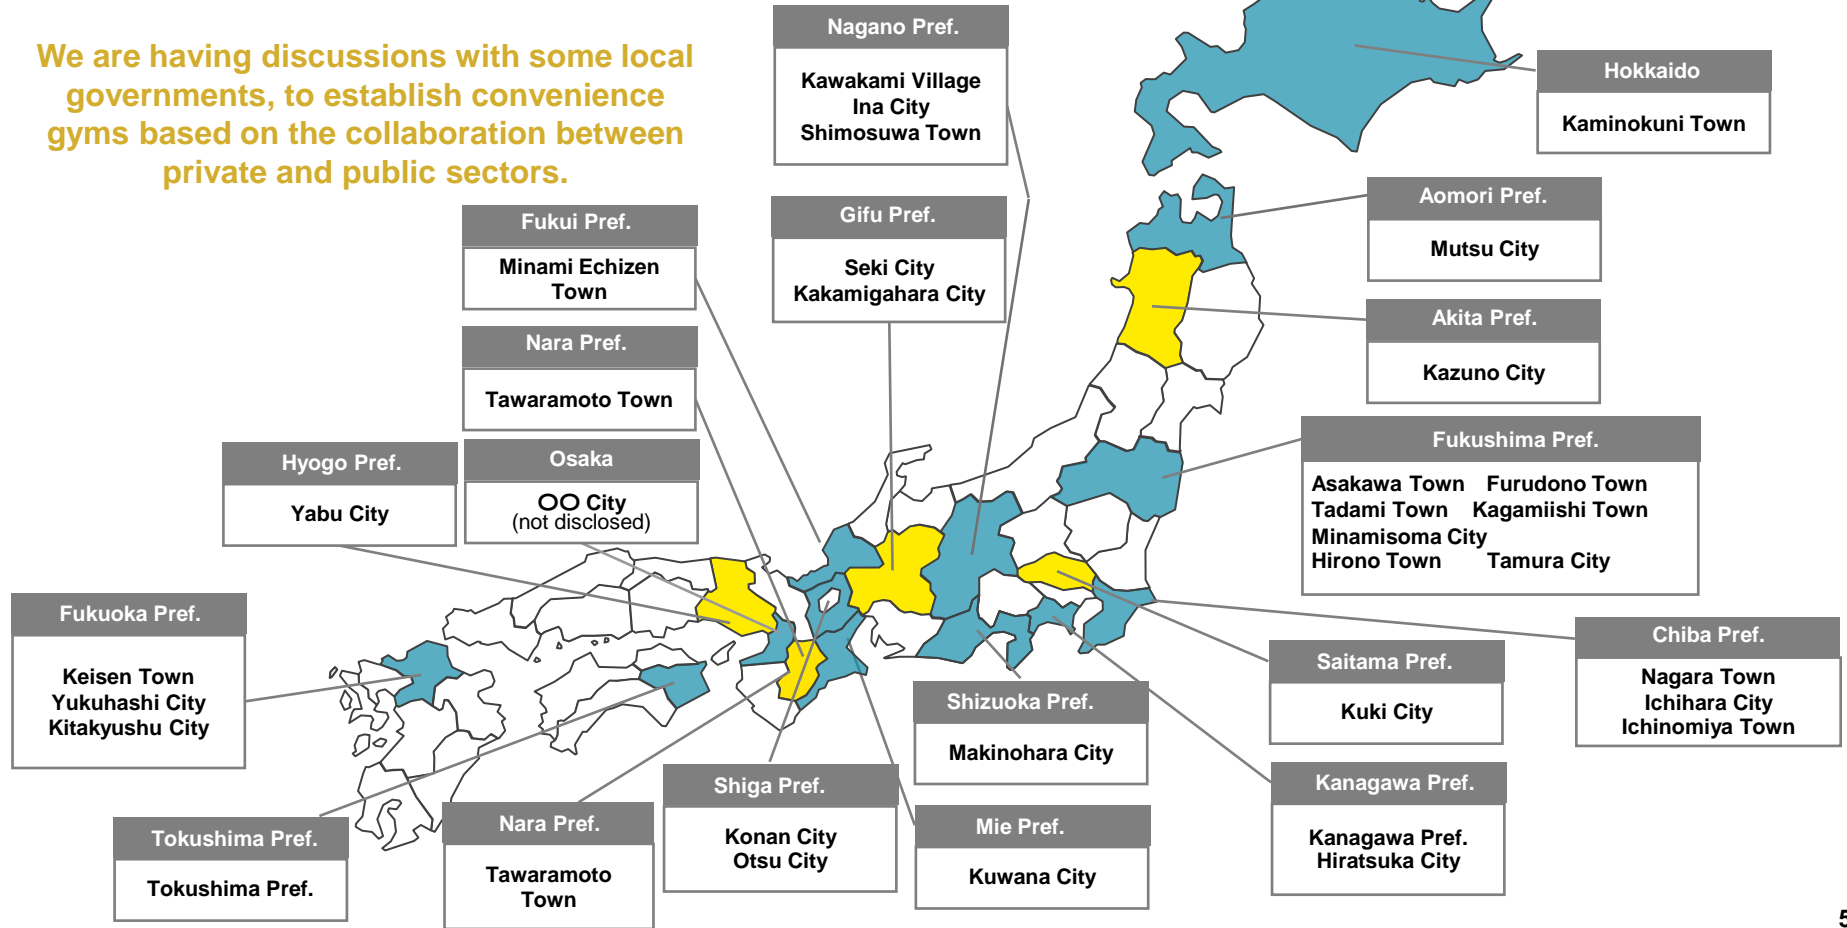 We are having discussions with some local
governments, to establish convenience
gyms based on the collaboration between
private and public sectors.
Nagano Pref.
Kawakami Village
Ina City
Shimosuwa Town
Hokkaido
Kaminokuni Town
Fukui Pref.
Minami Echizen
Town
Gifu Pref.
Seki City
Kakamigahara City
Aomori Pref.
Mutsu City
Akita Pref.
Kazuno City
Nara Pref.
Tawaramoto Town
Hyogo Pref.
Yabu City
Osaka
〇〇 City
(not disclosed)
Fukushima Pref.
Asakawa Town Furudono Town
Tadami Town Kagamiishi Town
Minamisoma City
Hirono Town Tamura City
Fukuoka Pref.
Keisen Town
Yukuhashi City
Kitakyushu City
Chiba Pref.
Nagara Town
Ichihara City
Ichinomiya Town
Saitama Pref.
Kuki City
Shizuoka Pref.
Makinohara City
Kanagawa Pref.
Kanagawa Pref.
Hiratsuka City
Shiga Pref.
Konan City
Otsu City
Mie Pref.
Kuwana City
Nara Pref.
Tawaramoto
Town
Tokushima Pref.
Tokushima Pref.
5